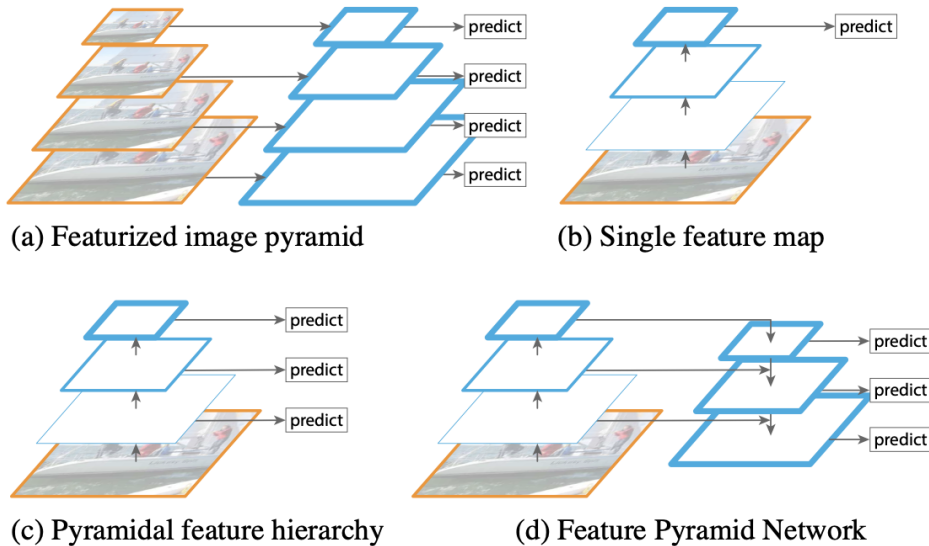 predict
predict
predict
predict
(a) Featurized image pyramid
predict
(b) Single feature map
predict
predict
predict
(c) Pyramidal feature hierarchy
predict
predict
predict
(d) Feature Pyramid Network